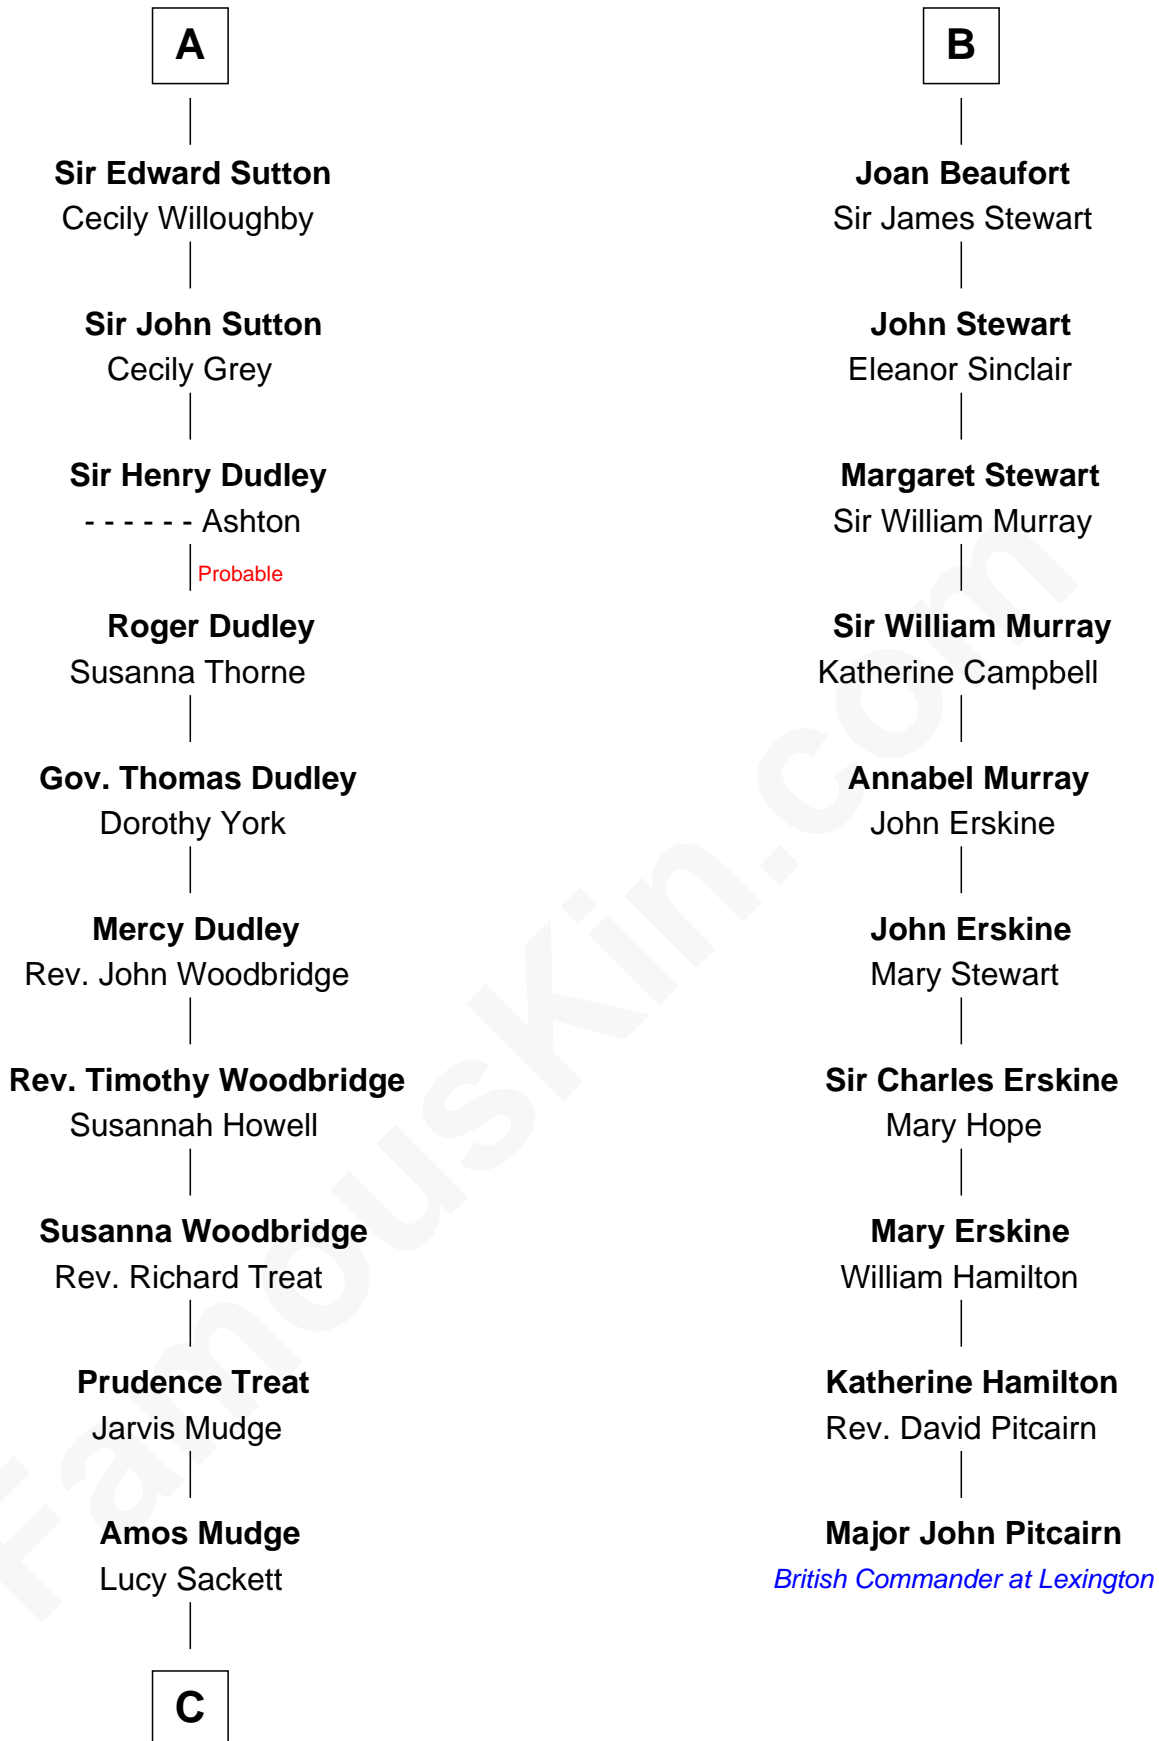 A
Sir Edward Sutton
Cecily Willoughby
Sir John Sutton
Cecily Grey
Sir Henry Dudley
- - - - - - Ashton
Probable
Roger Dudley
Susanna Thorne
Gov. Thomas Dudley
Dorothy York
Mercy Dudley
Rev. John Woodbridge
Rev. Timothy Woodbridge
Susannah Howell
Susanna Woodbridge
Rev. Richard Treat
Prudence Treat
Jarvis Mudge
Amos Mudge
Lucy Sackett
C
B
Joan Beaufort
Sir James Stewart
John Stewart
Eleanor Sinclair
Margaret Stewart
Sir William Murray
Sir William Murray
Katherine Campbell
Annabel Murray
John Erskine
John Erskine
Mary Stewart
Sir Charles Erskine
Mary Hope
Mary Erskine
William Hamilton
Katherine Hamilton
Rev. David Pitcairn
Major John Pitcairn
British Commander at Lexington
FamousKin.com